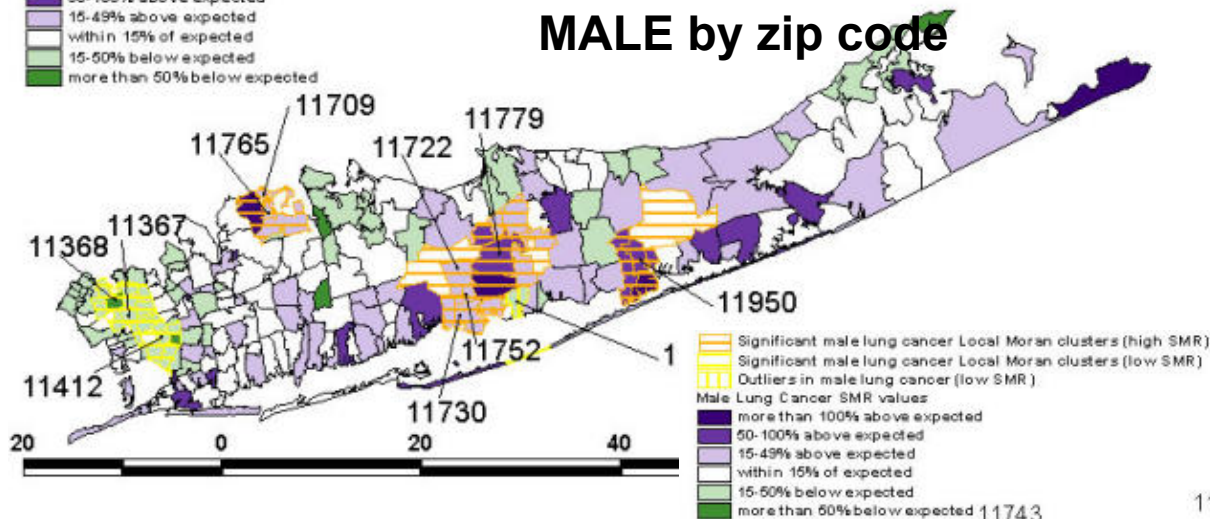 15-49% above expected
within 15% of expected
15-50% below expected
more than 50% below expected
MALE by zip code
11709
11779
11765
11722
11367
11368
11950
11752
1
11412
11730
20 0 20 40
Significant male lung cancer Local Moran clusters (high SMR)
Significant male lung cancer Local Moran clusters (low SMR)
Outliers in male lung cancer (low SMR)
Male Lung Cancer SMR values
more than 100% above expected
50-100% above expected
15-49% above expected
within 15% of expected
15-50% below expected
more than 50% below expected 11743